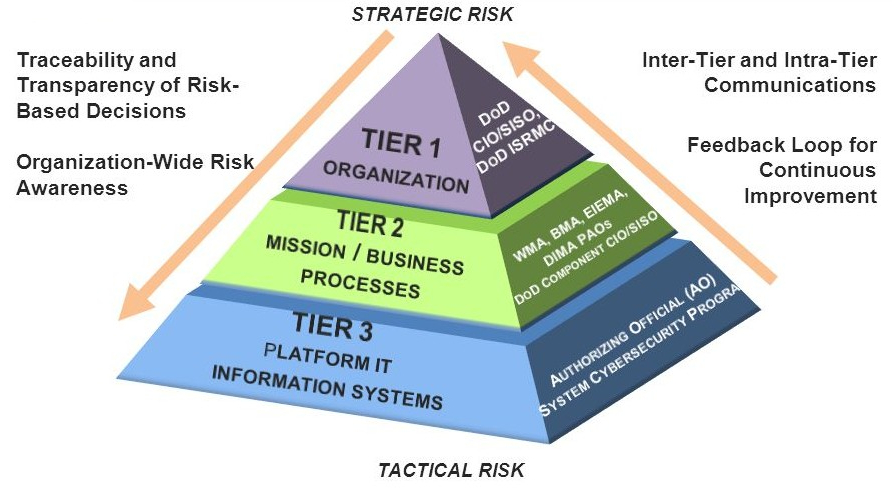 STRATEGIC RISK
Traceability and
Transparency of Risk-
Based Decisions
Organization-Wide Risk
Awareness
Inter-Tier and Intra-Tier
Communications
Feedback Loop for
Continuous
Improvement
TIER 1
ORGANIZATION
DoD
CIO/SISO,
DoD ISRMC
TIER 2
MISSION / BUSINESS
PROCESSES
WMA, BMA, EIEMA,
DIMA PAOs
DoD COMPONENT CIO/SISO
TIER 3
PLATFORM IT
INFORMATION SYSTEMS
AUTHORIZING OFFICIAL (AO)
SYSTEM CYBERSECURITY PROGRA
TACTICAL RISK